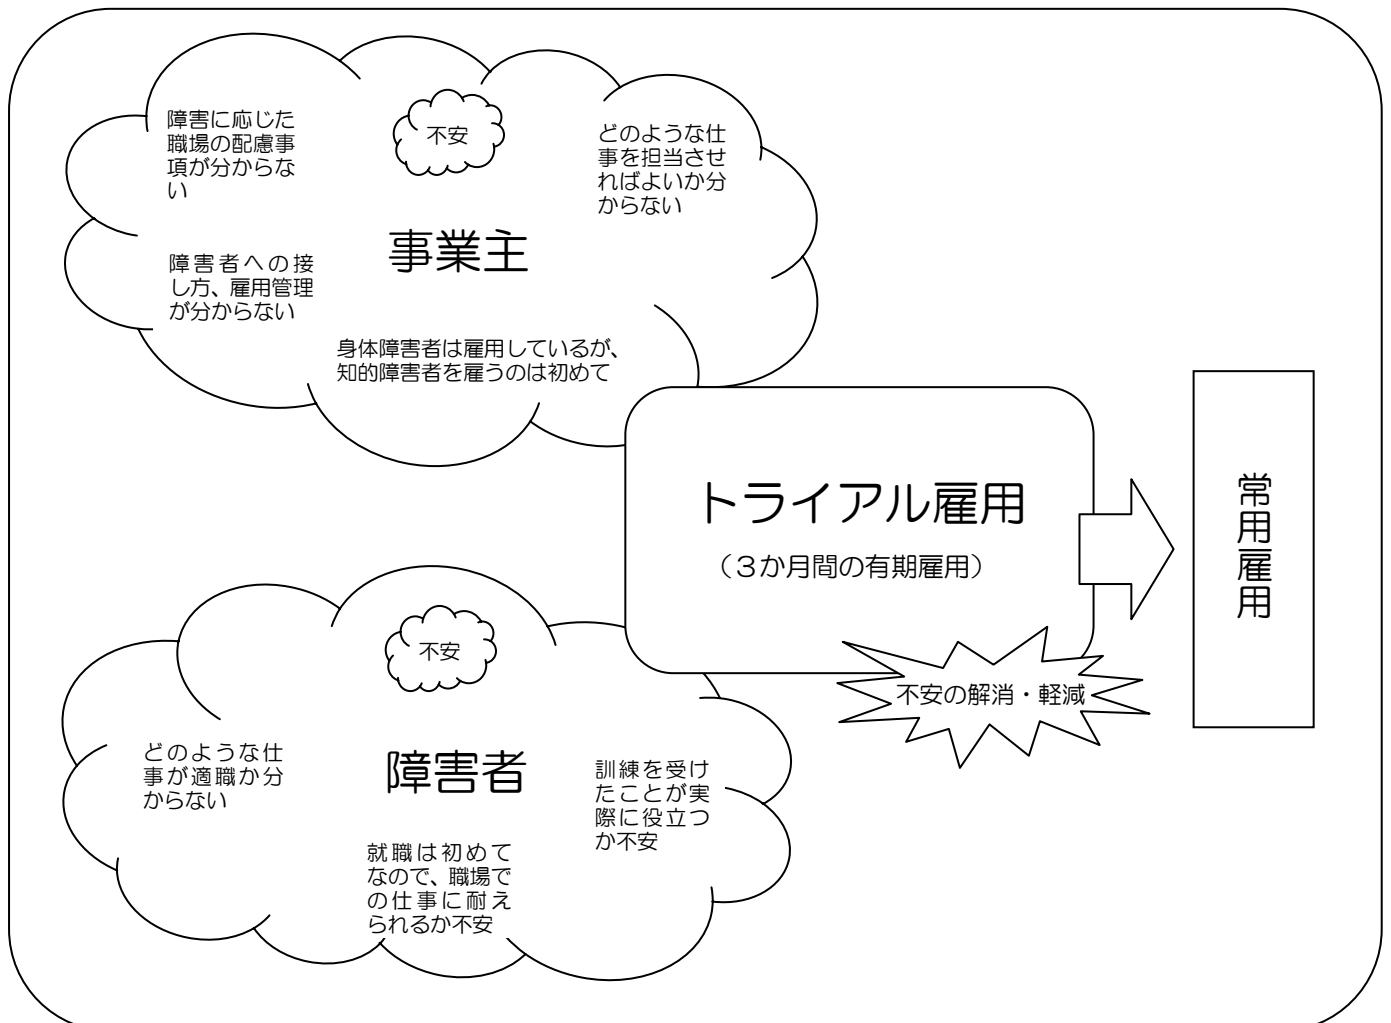 障害に応じた
職場の配慮事
項が分からな
い
不安
どのような仕
事を担当させ
ればよいか分
からない
事業主
障害者への接
し方、雇用管理
が分からない
身体障害者は雇用しているが、
知的障害者を雇うのは初めて
トライアル雇用
（３か月間の有期雇用）
常用雇用
不安の解消・軽減
不安
障害者
どのような仕
事が適職か分
からない
訓練を受け
たことが実
際に役立つ
か不安
就職は初めて
なので、職場で
の仕事に耐え
られるか不安